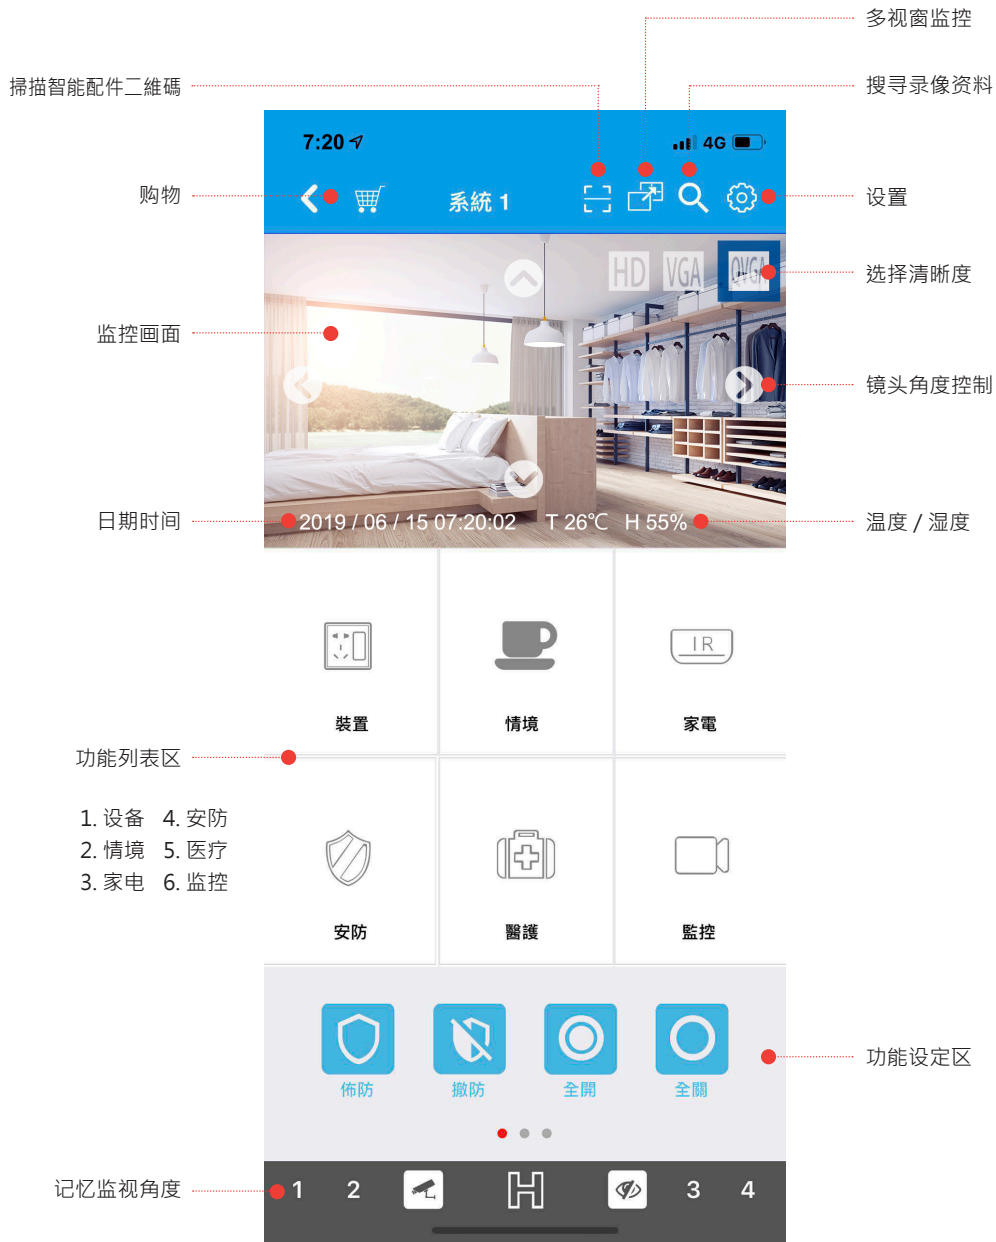 多视窗监控
掃描智能配件二維碼
搜寻录像资料
7:20
4G
购物
系統 1
设置
HD
VGA
QVGA
选择清晰度
监控画面
镜头角度控制
日期时间
2019 / 06 / 15 07:20:02 T 26℃ H 55%
温度 / 湿度
IR
裝置
情境
家電
功能列表区
1. 设备 4. 安防
2. 情境 5. 医疗
3. 家电 6. 监控
安防
醫護
監控
功能设定区
佈防
撤防
全開
全關
记忆监视角度
1 2 H 3 4